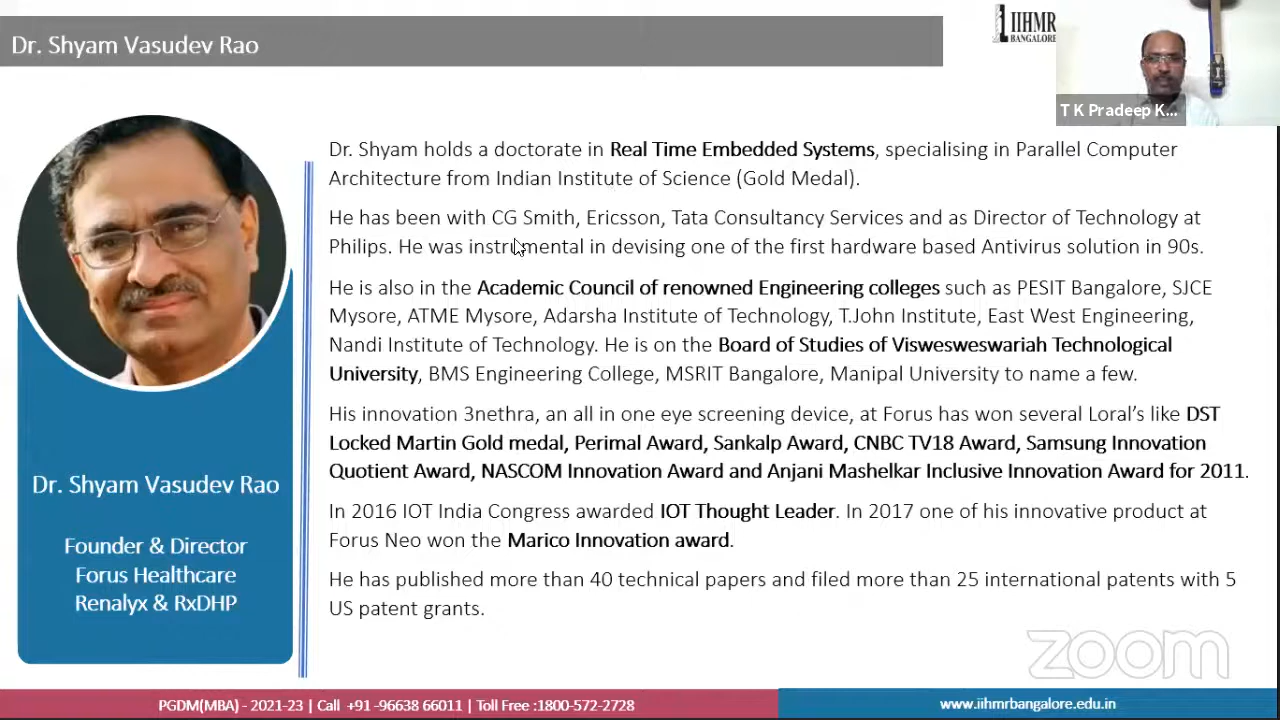 Dr. Shyam Vasudev Rao
IIHMR
BANGALORE
T K Pradeep K...
Dr. Shyam holds a doctorate in Real Time Embedded Systems, specialising in Parallel Computer
Architecture from Indian Institute of Science (Gold Medal).
He has been with CG Smith, Ericsson, Tata Consultancy Services and as Director of Technology at
Philips. He was instrumental in devising one of the first hardware based Antivirus solution in 90s.
He is also in the Academic Council of renowned Engineering colleges such as PESIT Bangalore, SJCE
Mysore, ATME Mysore, Adarsha Institute of Technology, T.John Institute, East West Engineering,
Nandi Institute of Technology. He is on the Board of Studies of Viswesweswariah Technological
University, BMS Engineering College, MSRIT Bangalore, Manipal University to name a few.
His innovation 3nethra, an all in one eye screening device, at Forus has won several Loral's like DST
Locked Martin Gold medal, Perimal Award, Sankalp Award, CNBC TV18 Award, Samsung Innovation
Quotient Award, NASCOM Innovation Award and Anjani Mashelkar Inclusive Innovation Award for 2011.
In 2016 IOT India Congress awarded IOT Thought Leader. In 2017 one of his innovative product at
Forus Neo won the Marico Innovation award.
He has published more than 40 technical papers and filed more than 25 international patents with 5
US patent grants.
Dr. Shyam Vasudev Rao
Founder & Director
Forus Healthcare
Renalyx & RxDHP
zoom
PGDM(MBA) - 2021-23 | Call +91 -96638 66011 | Toll Free :1800-572-2728
www.iihmrbangalore.edu.in